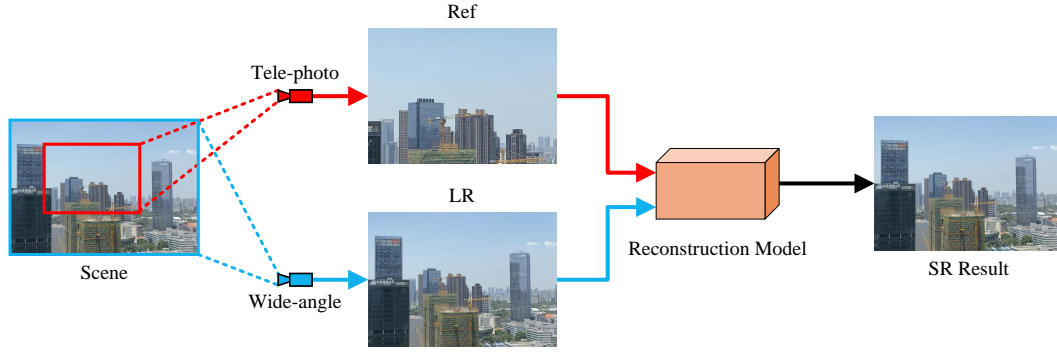 Ref
Tele-photo
LR
Scene
Wide-angle
Reconstruction Model
SR Result